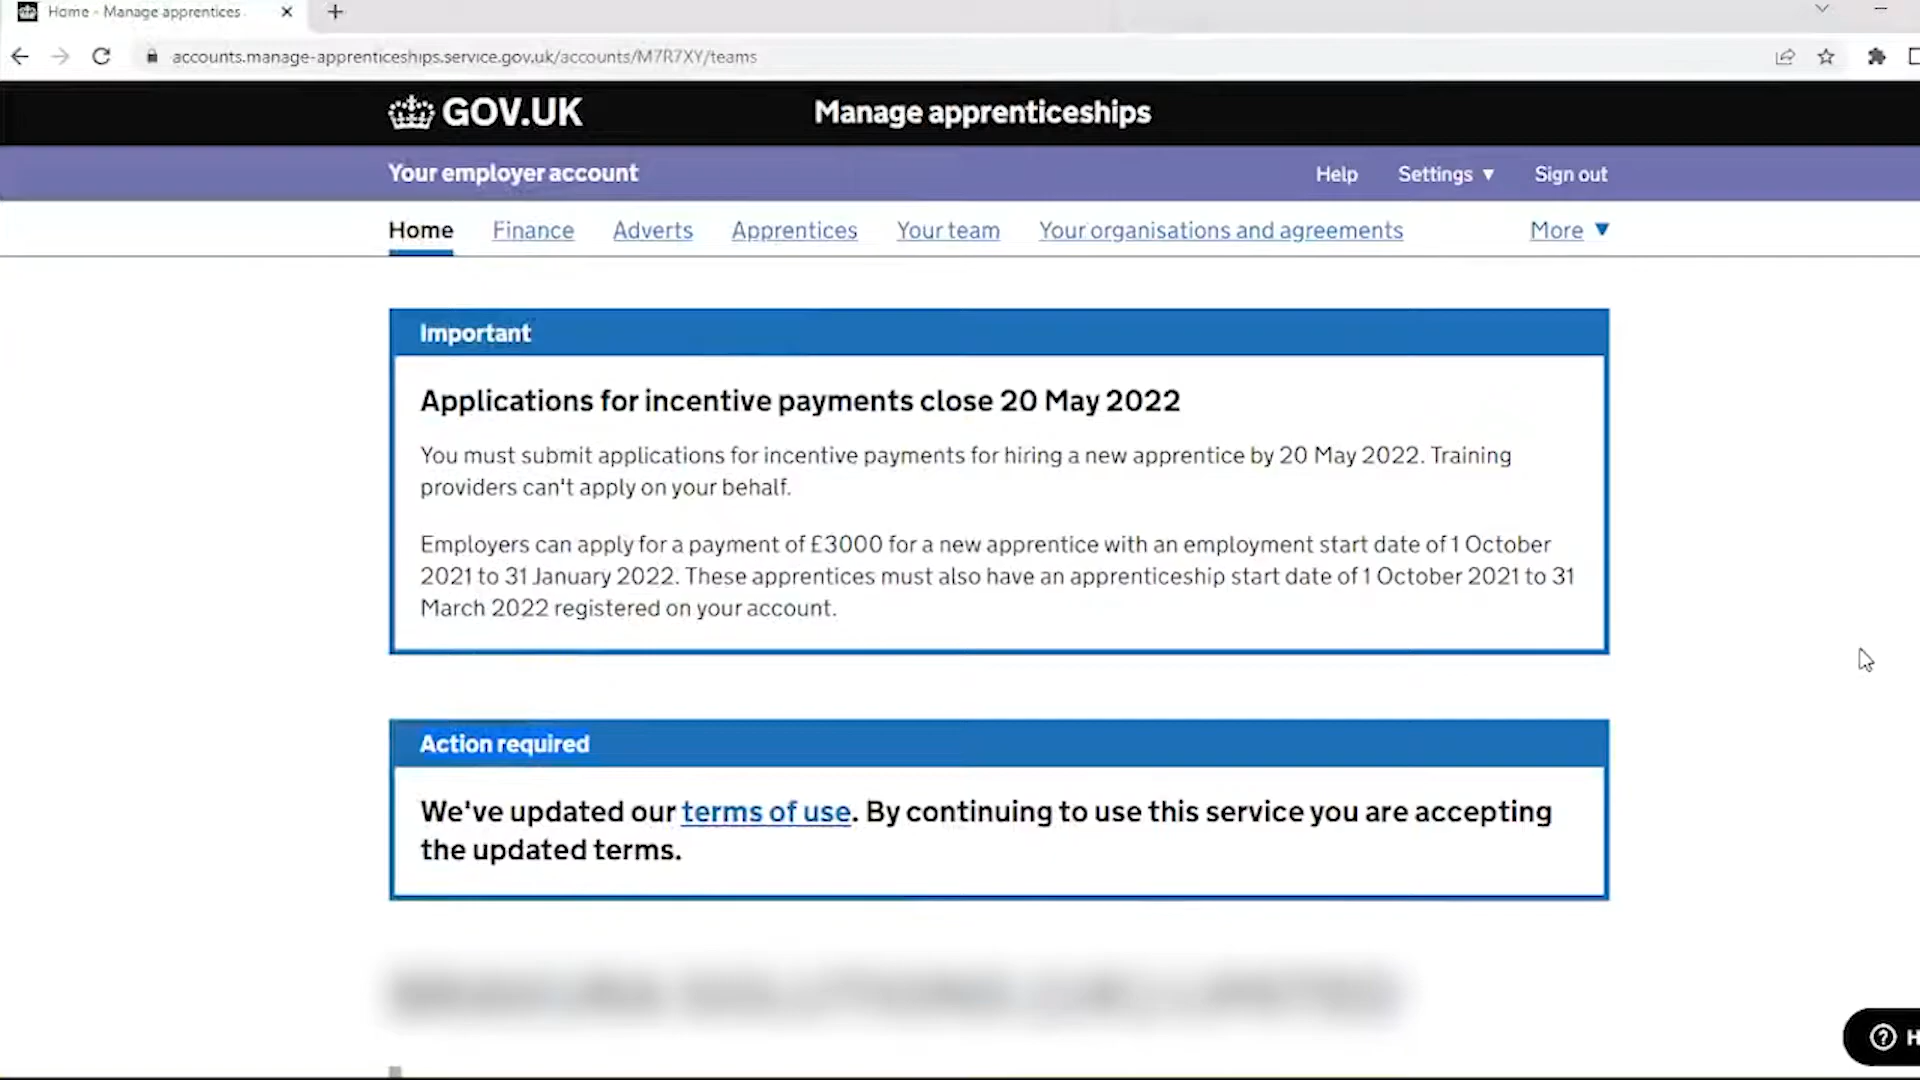 Home - Manage apprentices
accounts.manage-apprenticeships.service.gov.uk/accounts/M7R7XY/teams
GOV.UK
Manage apprenticeships
Your employer account
Help Settings ▼ Sign out
Home Finance Adverts Apprentices Your team Your organisations and agreements More ▼
Important
Applications for incentive payments close 20 May 2022
You must submit applications for incentive payments for hiring a new apprentice by 20 May 2022. Training
providers can't apply on your behalf.
Employers can apply for a payment of £3000 for a new apprentice with an employment start date of 1 October
2021 to 31 January 2022. These apprentices must also have an apprenticeship start date of 1 October 2021 to 31
March 2022 registered on your account.
Action required
We've updated our terms of use. By continuing to use this service you are accepting
the updated terms.